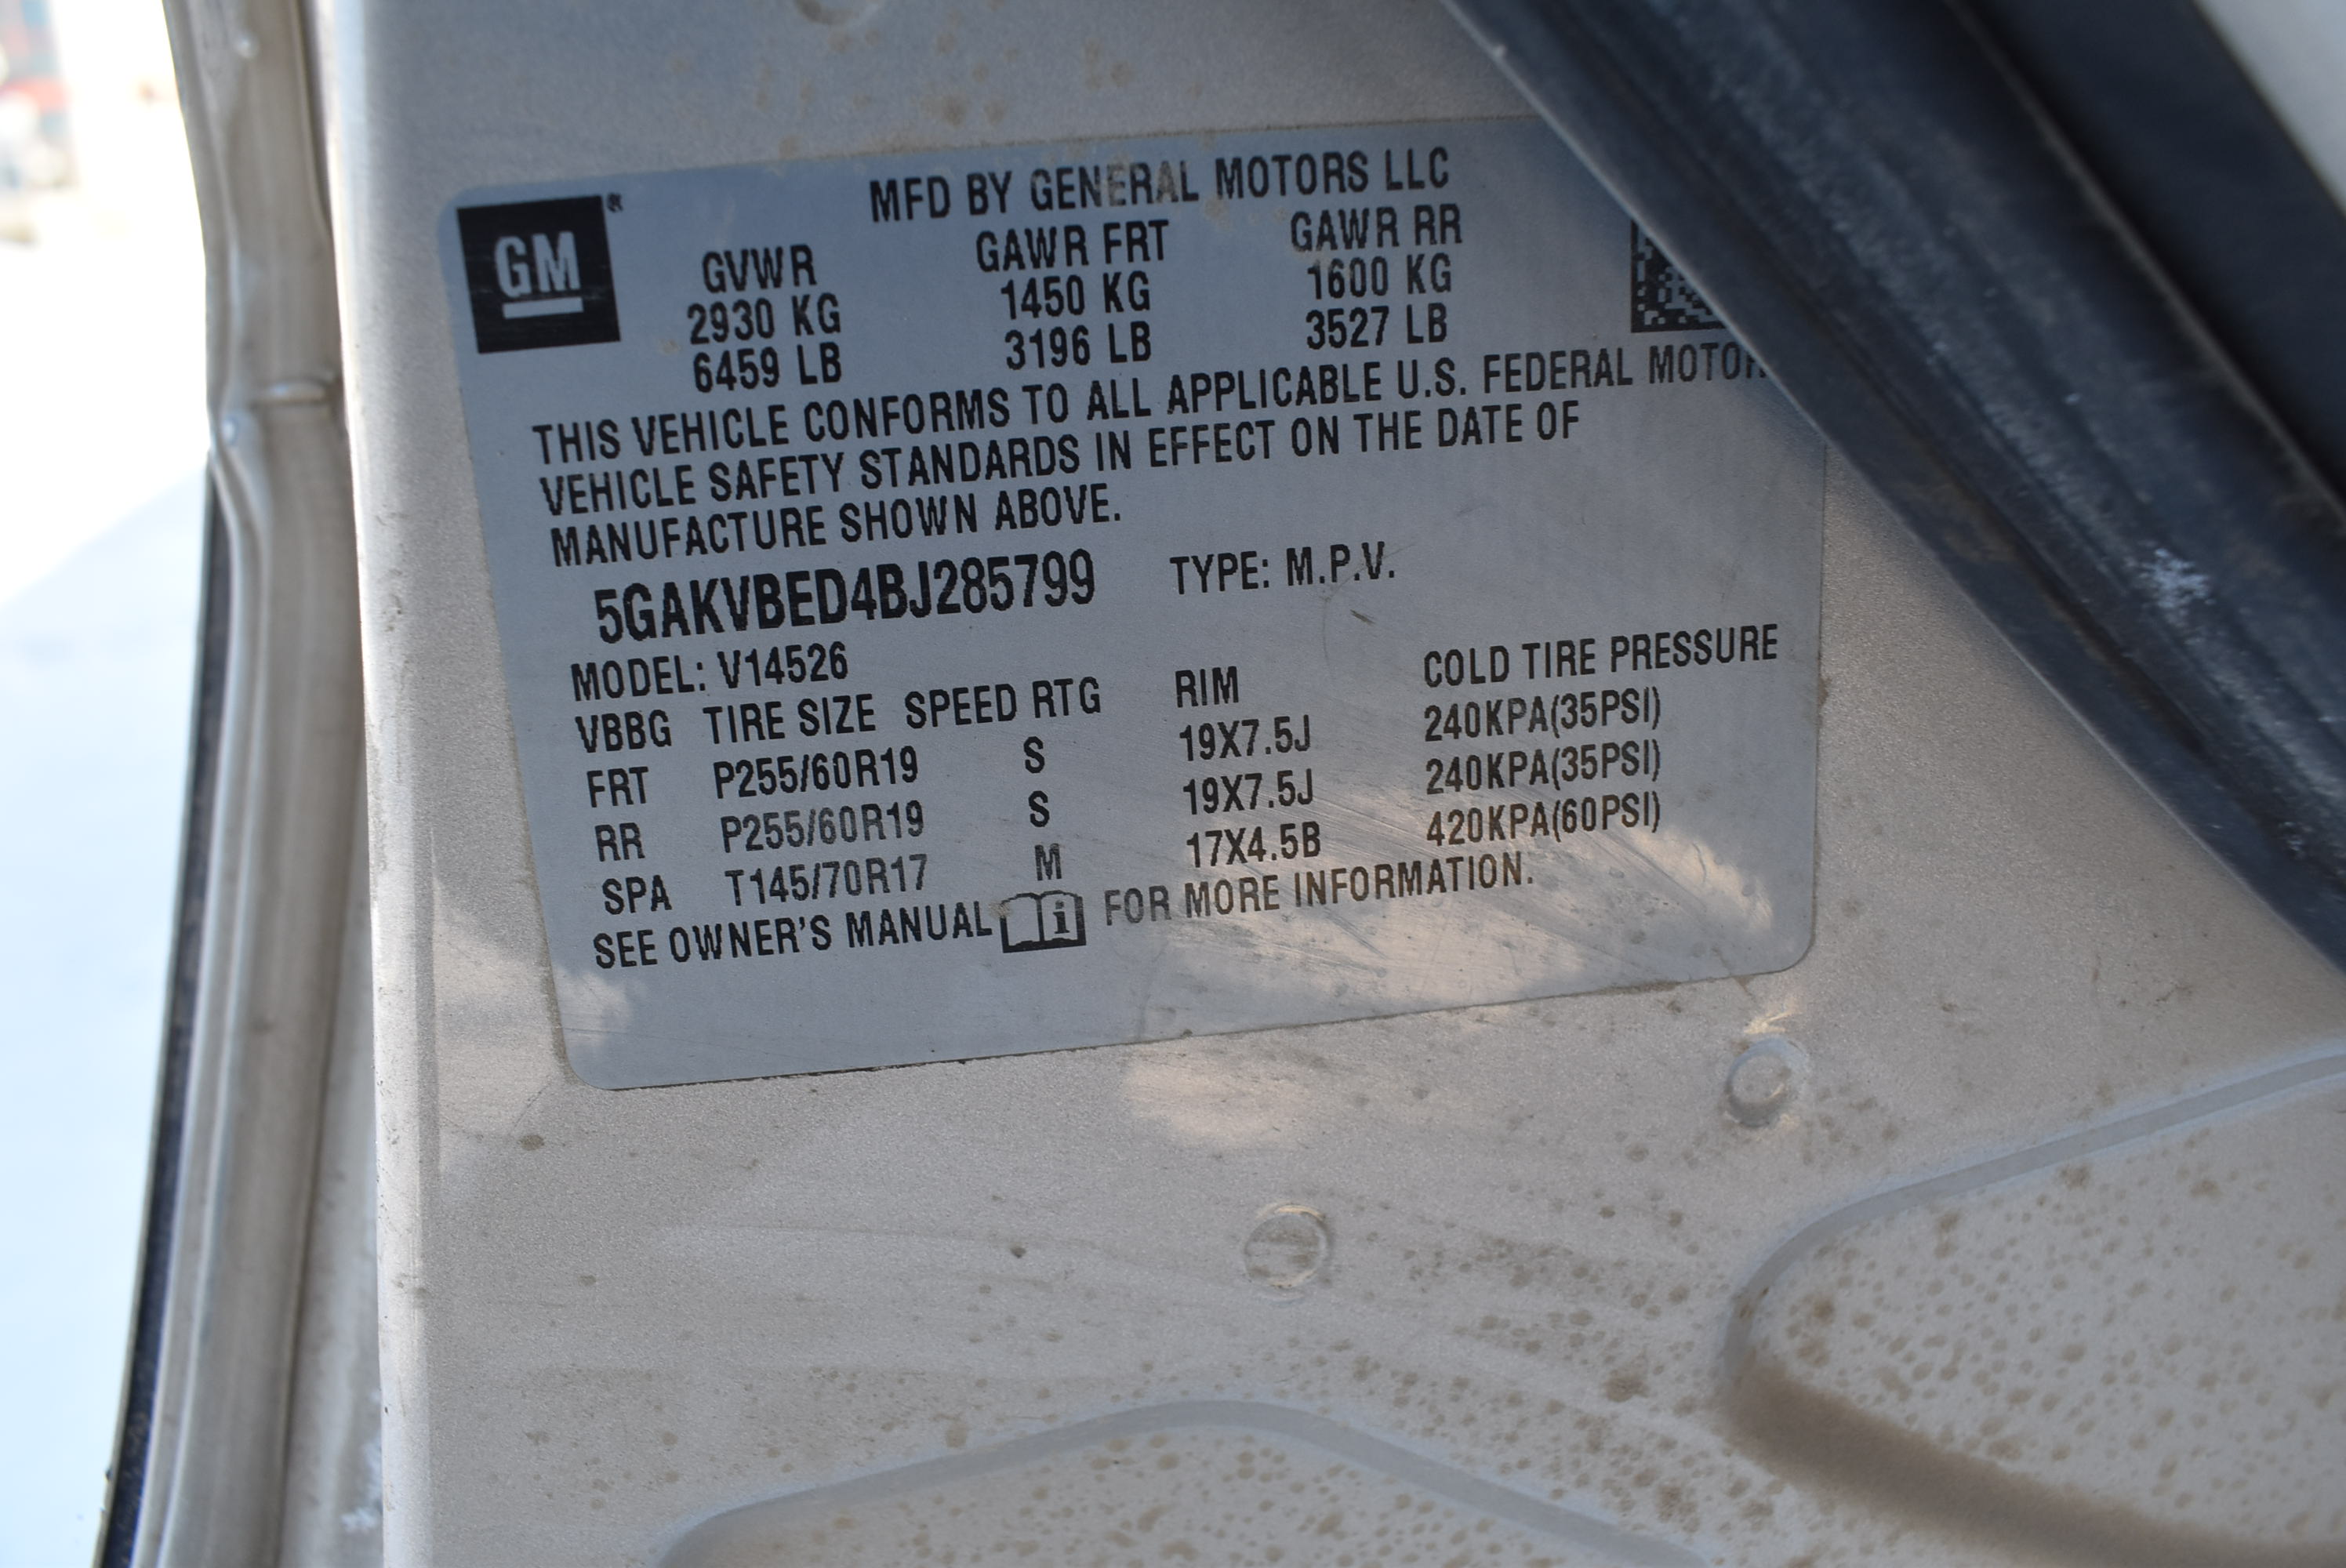 GM®
MFD BY GENERAL MOTORS LLC
GVWR GAWR FRT GAWR RR
2930 KG 1450 KG 1600 KG
6459 LB 3196 LB 3527 LB
THIS VEHICLE CONFORMS TO ALL APPLICABLE U.S. FEDERAL MOTOR
VEHICLE SAFETY STANDARDS IN EFFECT ON THE DATE OF
MANUFACTURE SHOWN ABOVE.
5GAKVBED4BJ285799 TYPE: M.P.V.
MODEL: V14526
VBBG TIRE SIZE SPEED RTG RIM COLD TIRE PRESSURE
FRT P255/60R19 S 19X7.5J 240KPA(35PSI)
RR P255/60R19 S 19X7.5J 240KPA(35PSI)
SPA T145/70R17 M 17X4.5B 420KPA(60PSI)
SEE OWNER'S MANUAL i FOR MORE INFORMATION.